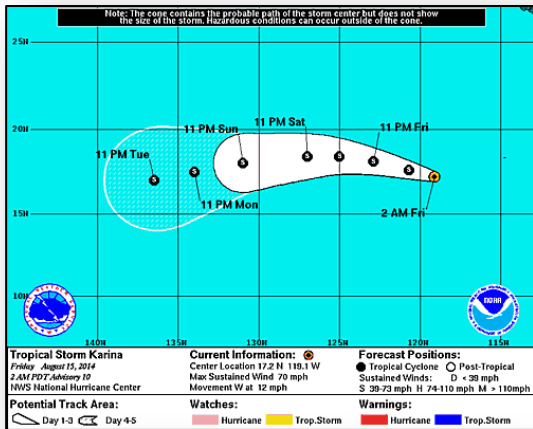 Note: The cone contains the probable path of the storm center but does not show
the size of the storm. Hazardous conditions can occur outside of the cone.
25N
11 PM Sat
11 PM Sun
11 PM Fri
20N
11 PM Tue
S S S S S S S
11 PM Mon
2 AM Fri
15N
10N
NOAA
140W 135W 130W 125W 120W 115W
Tropical Storm Karina
Friday August 15, 2014
2 AM PDT Advisory 10
NWS National Hurricane Center
Current Information:
Center Location 17.2 N 119.1 W
Max Sustained Wind 70 mph
Movement W at 12 mph
Forecast Positions:
Tropical Cyclone Post-Tropical
Sustained Winds: D < 39 mph
S 39-73 mph H 74-110 mph M > 110mph
Potential Track Area:
Day 1-3 Day 4-5
Watches:
Hurricane Trop.Storm
Warnings:
Hurricane Trop.Storm